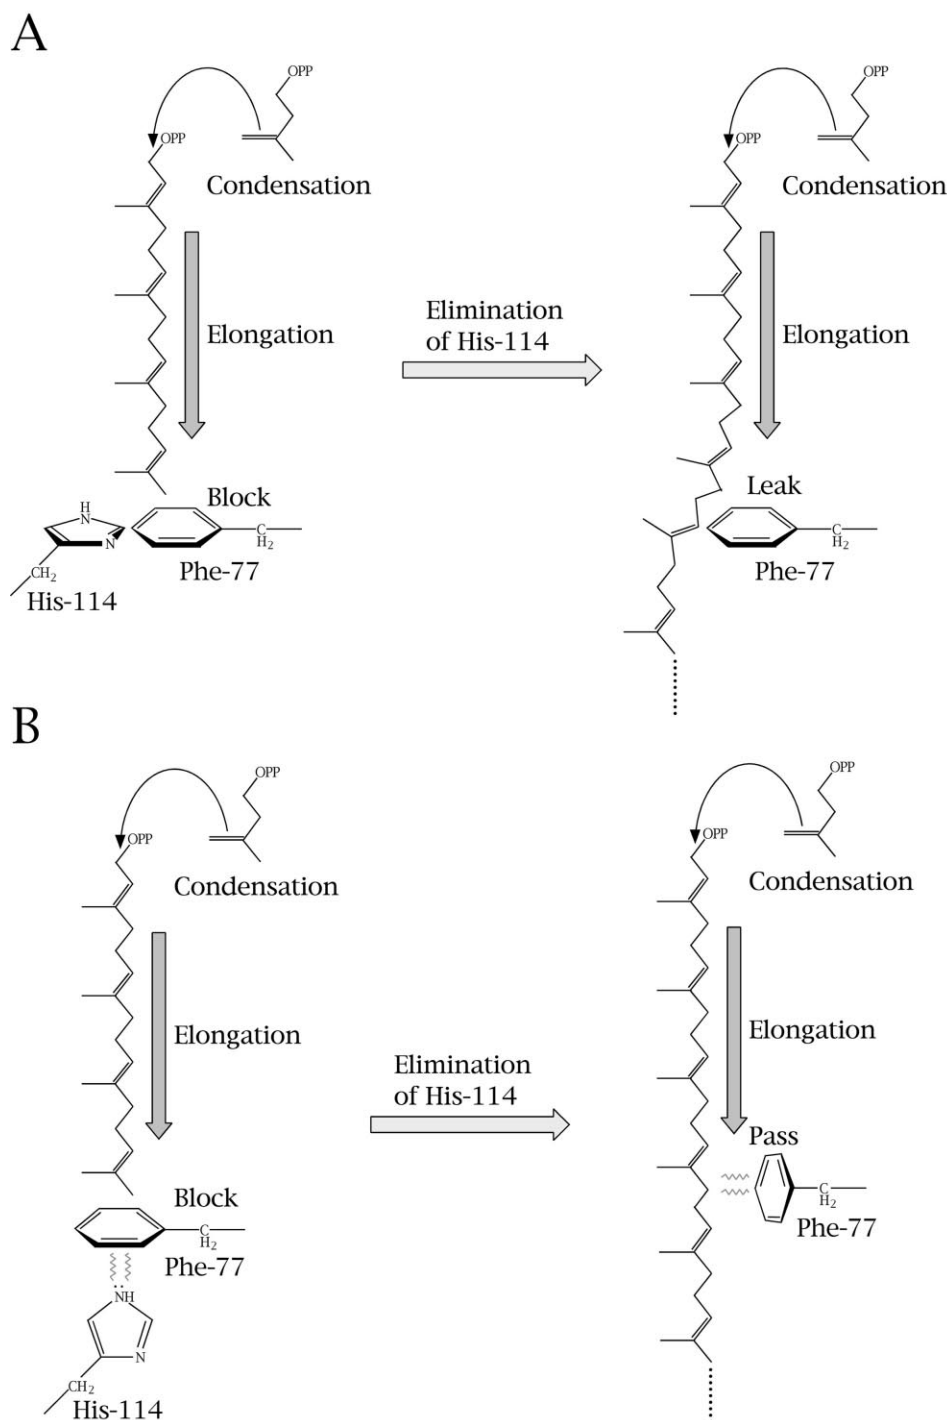 A
OPP
OPP
Condensation
Elongation
Block
H
N
N
C
H2
CH2
Phe-77
His-114
Elimination
of His-114
OPP
OPP
Condensation
Elongation
Leak
C
H2
Phe-77
B
OPP
OPP
Condensation
Elongation
Block
C
H2
Phe-77
NH
N
CH2
His-114
Elimination
of His-114
OPP
OPP
Condensation
Elongation
Pass
C
H2
Phe-77